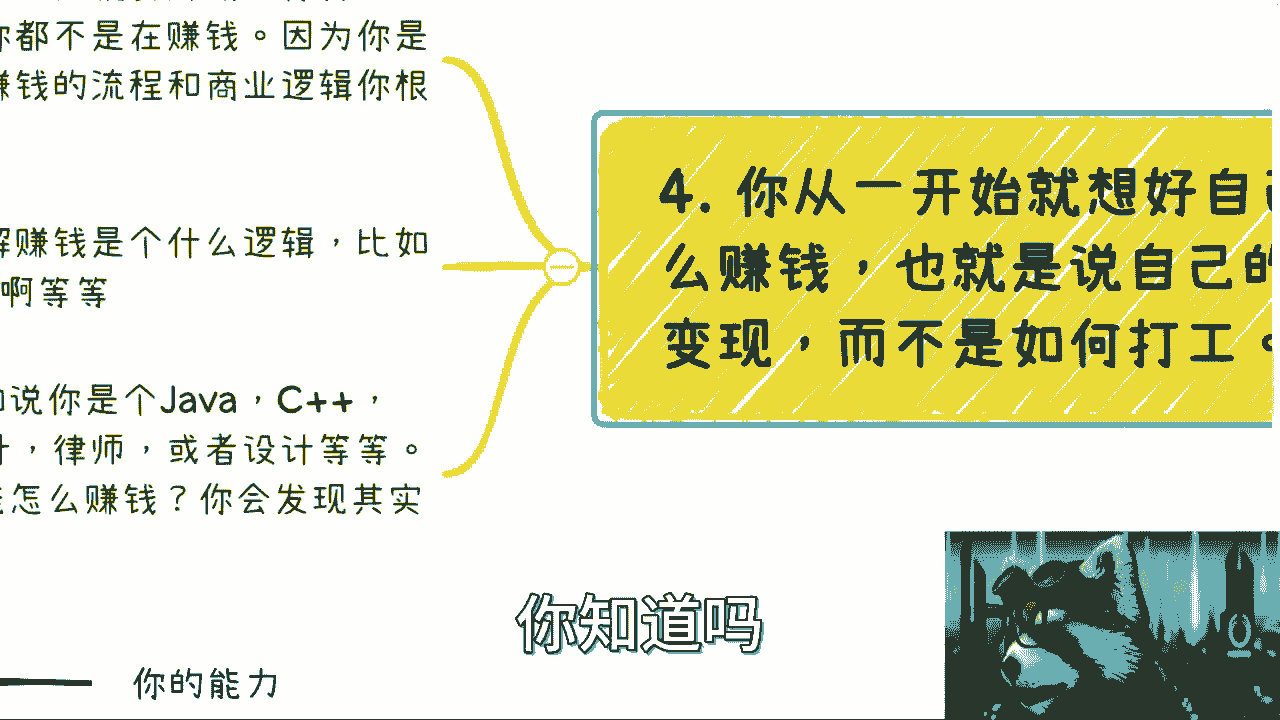 你都不是在赚钱。因为你是
赚钱的流程和商业逻辑你根
解赚钱是个什么逻辑，比如
啊等等
说你是个Java，C++，
计，律师，或者设计等等。
怎么赚钱？你会发现其实
4. 你从一开始就想好自己
么赚钱，也就是说自己的
变现，而不是如何打工。
你知道吗
你的能力